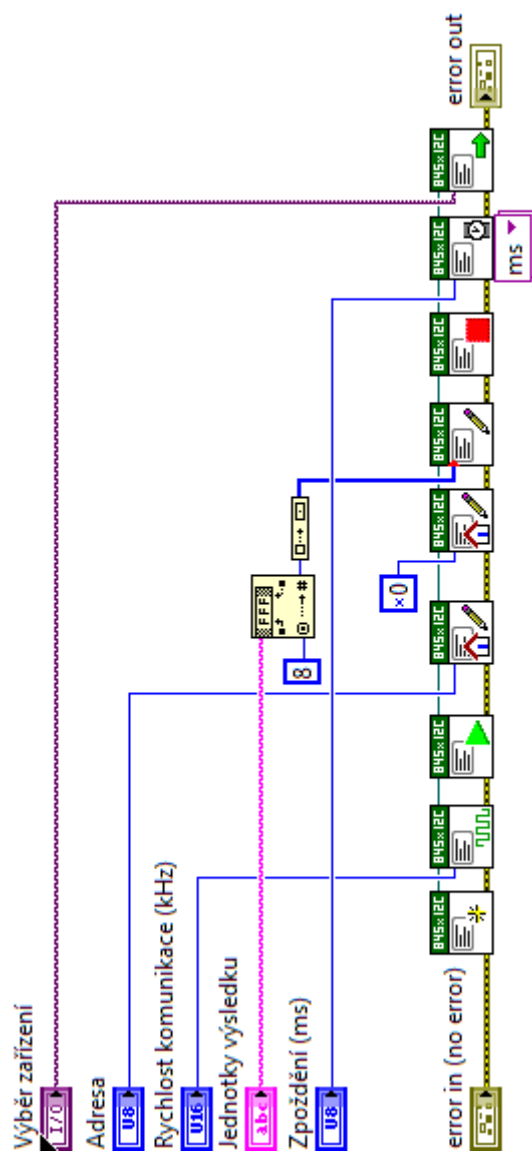 Výběr zařízení
I/O
Adresa
U8
Rychlost komunikace (kHz)
U16
Jednotky výsledku
abc
Zpoždění (ms)
U8
error in (no error)
8
FFF
#
x0
845x I2C
845x I2C
845x I2C
845x I2C
845x I2C
845x I2C
845x I2C
845x I2C
845x I2C
ms
error out